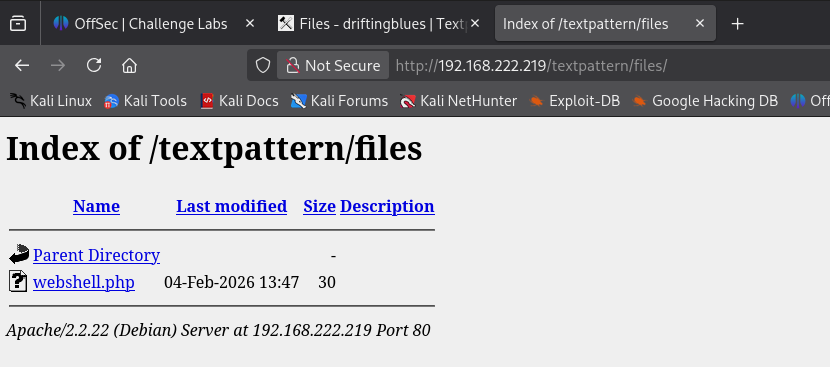 OffSec | Challenge Labs
Files - driftingblues | Textp
Index of /textpattern/files
Not Secure http://192.168.222.219/textpattern/files/
Kali Linux Kali Tools Kali Docs Kali Forums Kali NetHunter Exploit-DB Google Hacking DB Off
Index of /textpattern/files
Name Last modified Size Description
Parent Directory -
webshell.php 04-Feb-2026 13:47 30
Apache/2.2.22 (Debian) Server at 192.168.222.219 Port 80